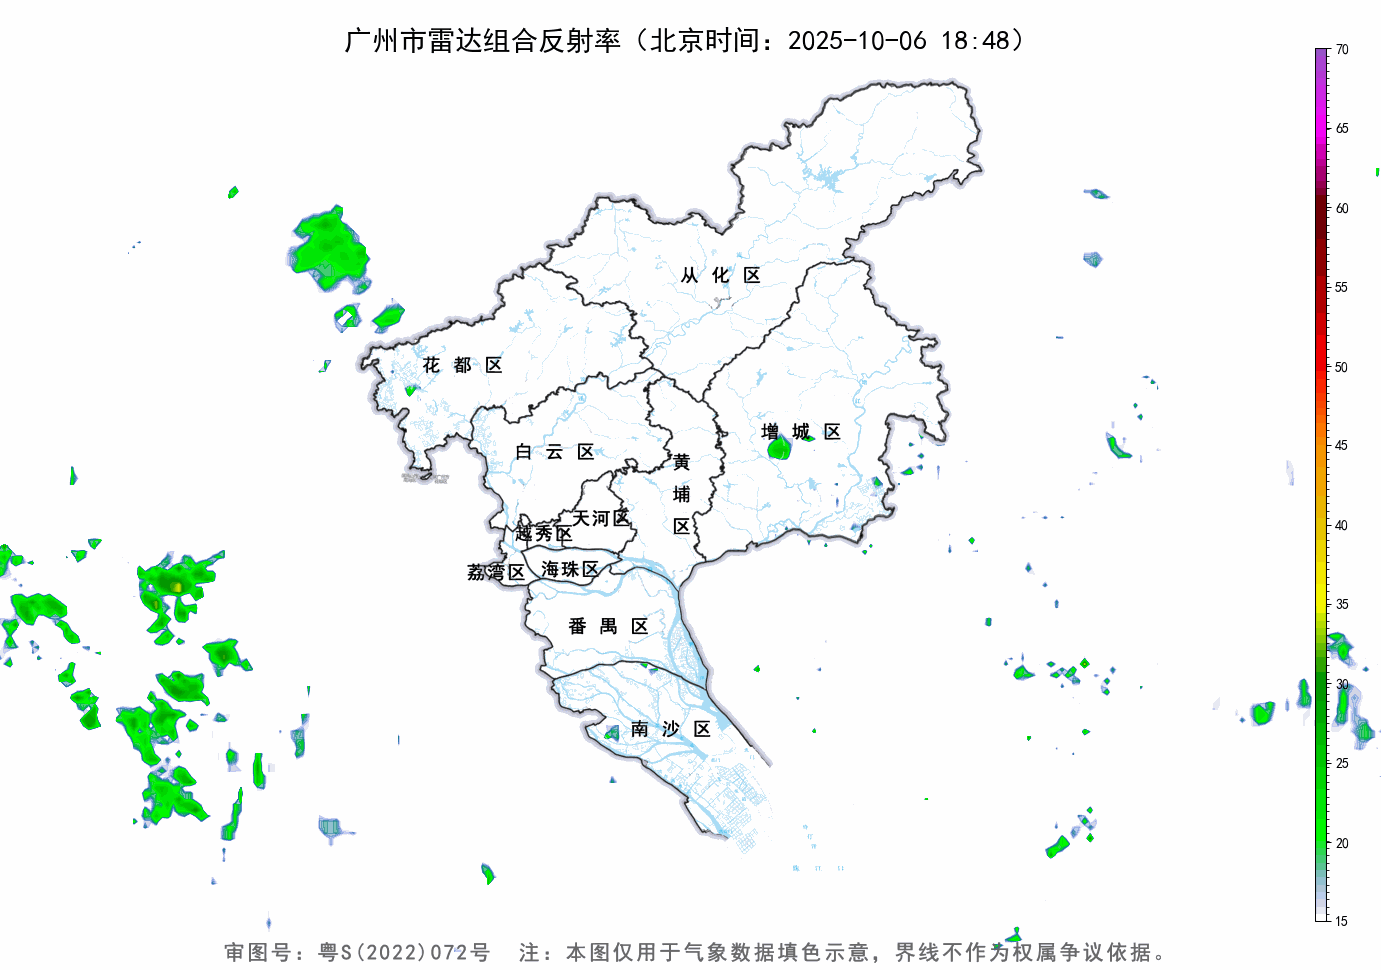 广州市雷达组合反射率（北京时间：2025-10-06 18:48）
70
65
60
55
50
45
40
35
30
25
20
15
从化区
花都区
增城区
白云区
黄埔区
天河区
越秀区
海珠区
荔湾区
番禺区
南沙区
审图号：粤S(2022)072号 注：本图仅用于气象数据填色示意，界线不作为权属争议依据。